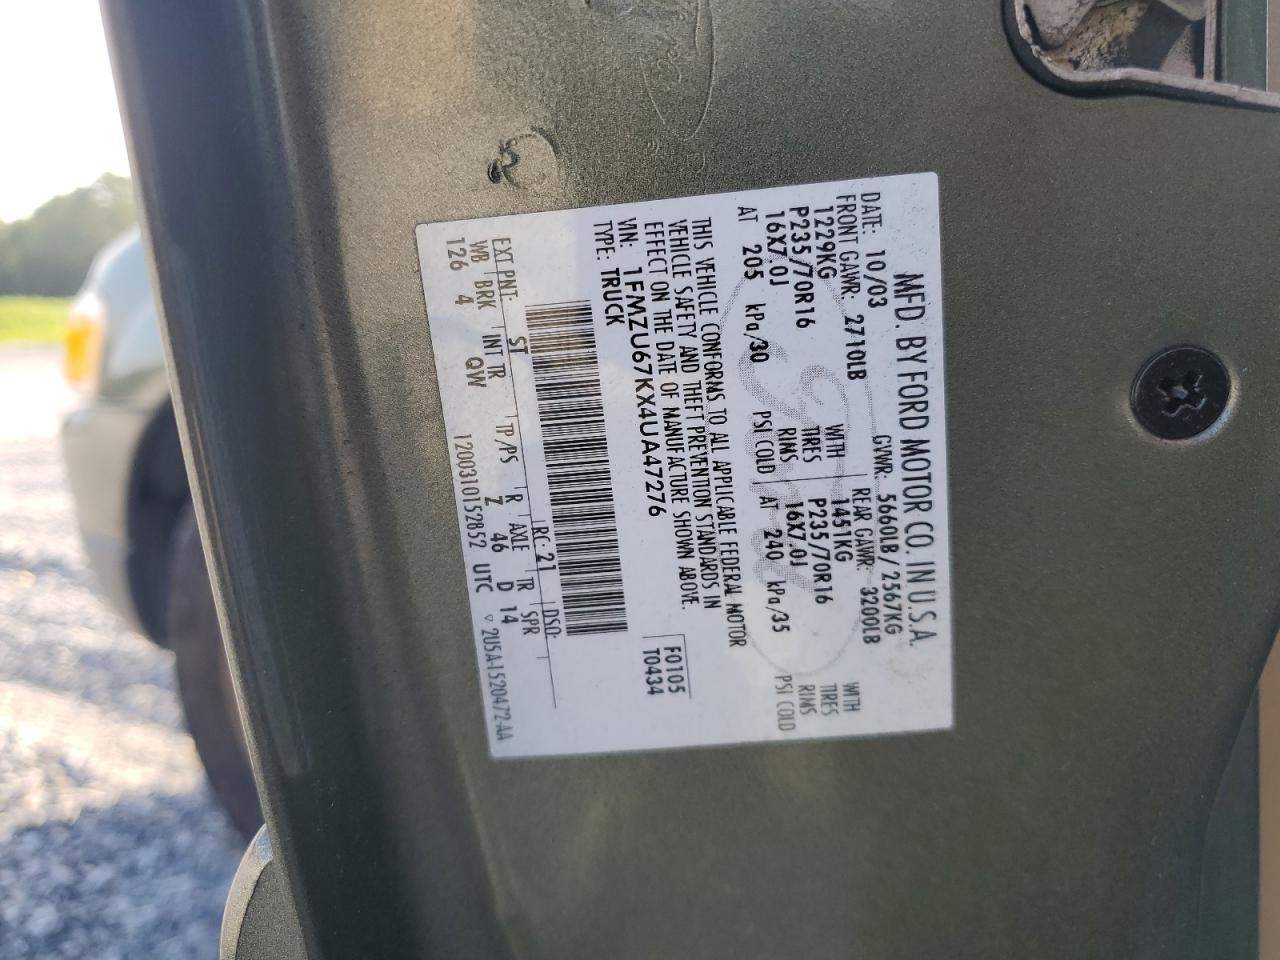 MFD. BY FORD MOTOR CO. IN U.S.A.
DATE: 10/03 GVWR: 5660LB/2567KG
FRONT GAWR: 2710LB REAR GAWR: 3200LB
1229KG WITH 1451KG WITH
P235/70R16 TIRES P235/70R16 TIRES
16X7.0J RIMS 16X7.0J RIMS
AT 205 kPa/30 PSI COLD AT 240 kPa/35 PSI COLD
THIS VEHICLE CONFORMS TO ALL APPLICABLE FEDERAL MOTOR
VEHICLE SAFETY AND THEFT PREVENTION STANDARDS IN
EFFECT ON THE DATE OF MANUFACTURE SHOWN ABOVE.
VIN: 1FMZU67KX4UA47276 F0105
TYPE: TRUCK T0434
EXT PNT: ST RC: 21 DSO:
WB BRK INT TR TP/PS R AXLE TR SPR
126 4 QW Z 46 D 14
120031015 2852 UTC ▽ 2U5A-1520472-AA